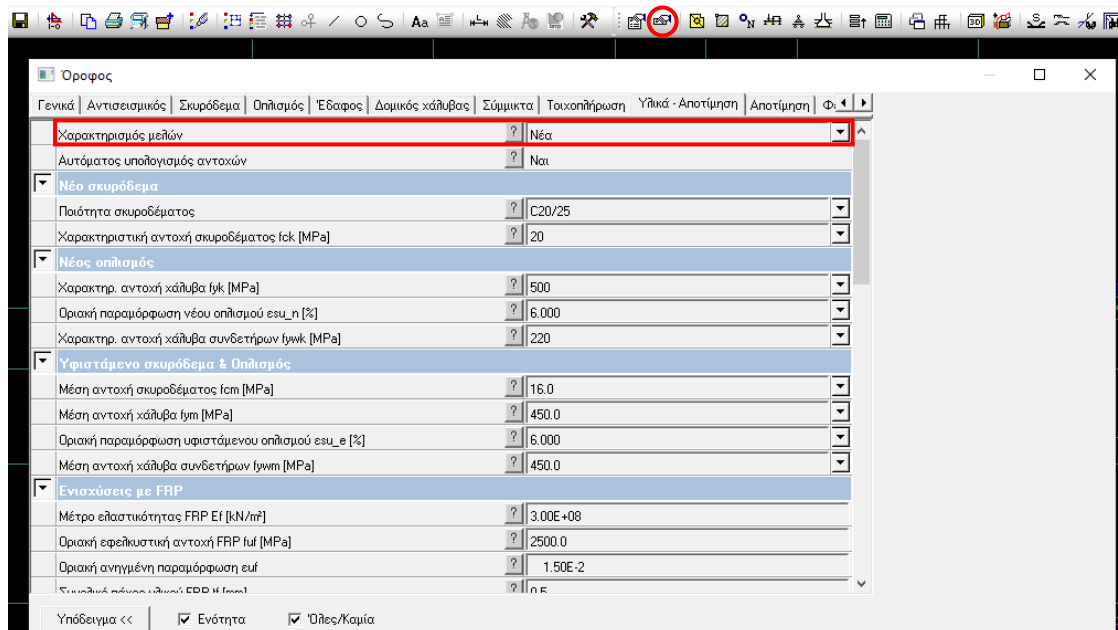 Όροφος
Γενικά Αντισεισμικός Σκυρόδεμα Οπλισμός Έδαφος Δομικός χάλυβας Σύμμικτα Τοιχοπλήρωση Υλικά - Αποτίμηση Αποτίμηση
Χαρακτηρισμός μελών ? Νέα
Αυτόματος υπολογισμός αντοχών ? Ναι
Νέο σκυρόδεμα
Ποιότητα σκυροδέματος ? C20/25
Χαρακτηριστική αντοχή σκυροδέματος fck [MPa] ? 20
Νέος οπλισμός
Χαρακτηρ. αντοχή χάλυβα fyk [MPa] ? 500
Οριακή παραμόρφωση νέου οπλισμού εsu_n [%] ? 6.000
Χαρακτηρ. αντοχή χάλυβα συνδετήρων fywk [MPa] ? 220
Υφιστάμενο σκυρόδεμα & Οπλισμός
Μέση αντοχή σκυροδέματος fcm [MPa] ? 16.0
Μέση αντοχή χάλυβα fym [MPa] ? 450.0
Οριακή παραμόρφωση υφιστάμενου οπλισμού εsu_e [%] ? 6.000
Μέση αντοχή χάλυβα συνδετήρων fywm [MPa] ? 450.0
Ενισχύσεις με FRP
Μέτρο ελαστικότητας FRP Ef [kN/m²] ? 3.00E+08
Οριακή εφελκυστική αντοχή FRP fuf [MPa] ? 2500.0
Οριακή ανηγμένη παραμόρφωση εuf ? 1.50E-2
Υπόδειγμα << Ενότητα Όλες/Καμία